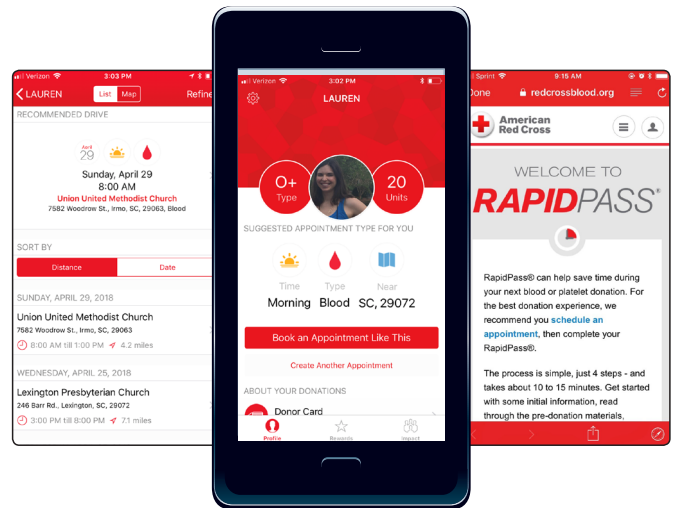 Verizon
3:03 PM
LAUREN
List
Map
Refine
RECOMMENDED DRIVE
April
29
Sunday, April 29
8:00 AM
Union United Methodist Church
7582 Woodrow St., Irmo, SC, 29063, Blood
SORT BY
Distance
Date
SUNDAY, APRIL 29, 2018
Union United Methodist Church
7582 Woodrow St., Irmo, SC, 29063
8:00 AM till 1:00 PM 4.2 miles
WEDNESDAY, APRIL 25, 2018
Lexington Presbyterian Church
246 Barr Rd., Lexington, SC, 29072
3:00 PM till 8:00 PM 7.1 miles
Verizon
3:02 PM
LAUREN
O+
Type
20
Units
SUGGESTED APPOINTMENT TYPE FOR YOU
Time
Type
Near
Morning
Blood
SC, 29072
Book an Appointment Like This
Create Another Appointment
ABOUT YOUR DONATIONS
Donor Card
Profile
Rewards
Impact
Sprint
9:15 AM
Done
redcrossblood.org
American
Red Cross
WELCOME TO
RAPIDPASS®
RapidPass® can help save time during
your next blood or platelet donation. For
the best donation experience, we
recommend you schedule an
appointment, then complete your
RapidPass®.
The process is simple, just 4 steps - and
takes about 10 to 15 minutes. Get started
with some initial information, read
through the pre-donation materials,